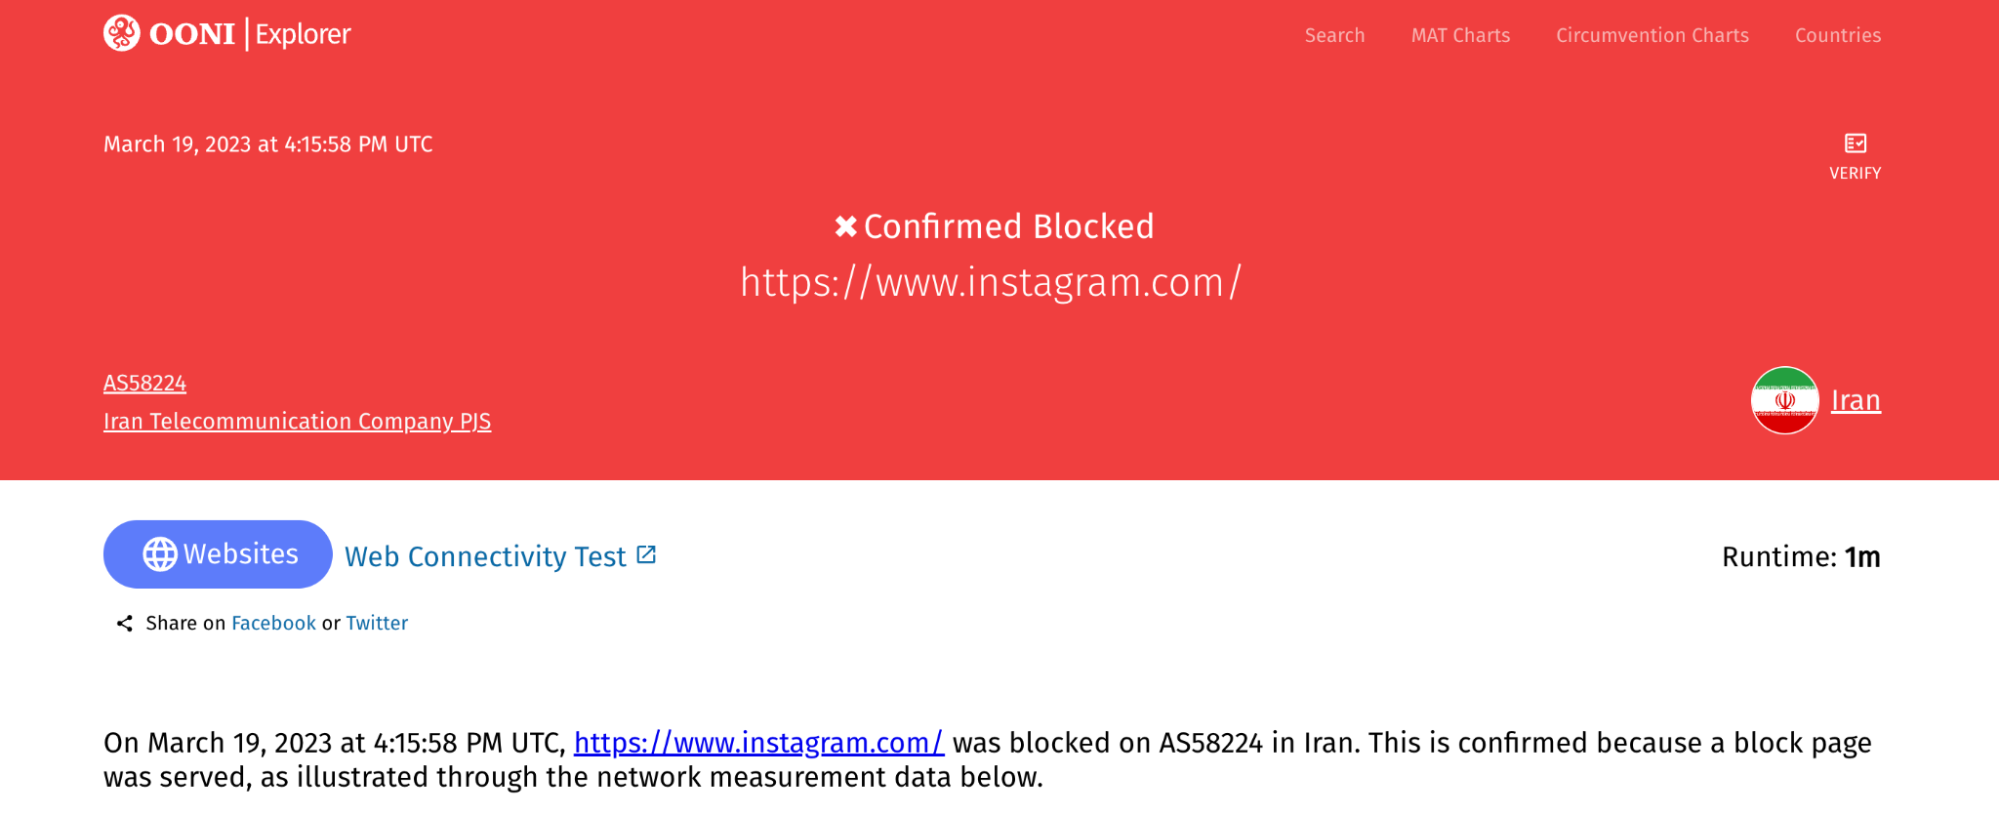 OONI Explorer
Search MAT Charts Circumvention Charts Countries
March 19, 2023 at 4:15:58 PM UTC
VERIFY
✖ Confirmed Blocked
https://www.instagram.com/
AS58224
Iran Telecommunication Company PJS
Iran
Websites Web Connectivity Test
Runtime: 1m
Share on Facebook or Twitter
On March 19, 2023 at 4:15:58 PM UTC, https://www.instagram.com/ was blocked on AS58224 in Iran. This is confirmed because a block page
was served, as illustrated through the network measurement data below.